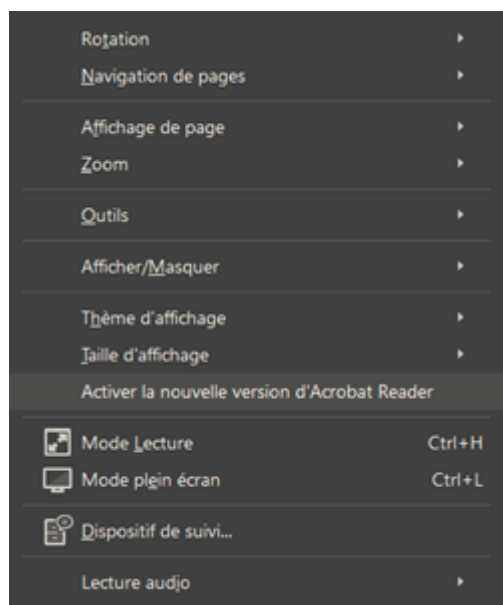 Rotation
Navigation de pages
Affichage de page
Zoom
Outils
Afficher/Masquer
Thème d'affichage
Taille d'affichage
Activer la nouvelle version d'Acrobat Reader
Mode Lecture Ctrl+H
Mode plein écran Ctrl+L
Dispositif de suivi...
Lecture audio